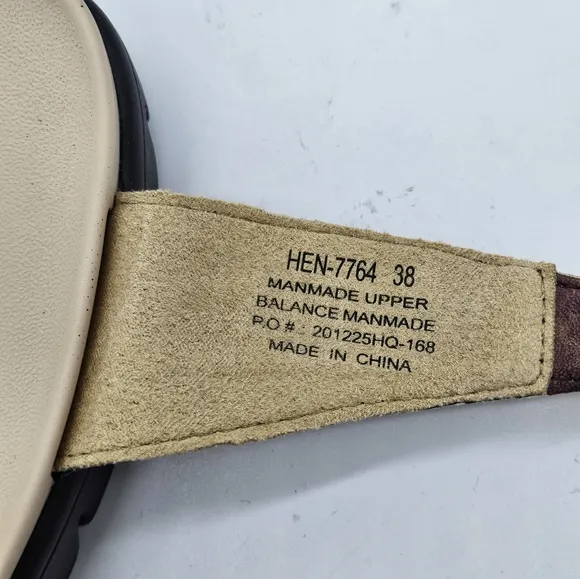 HEN-7764 38
MANMADE UPPER
BALANCE MANMADE
P.O # : 201225HQ-168
MADE IN CHINA